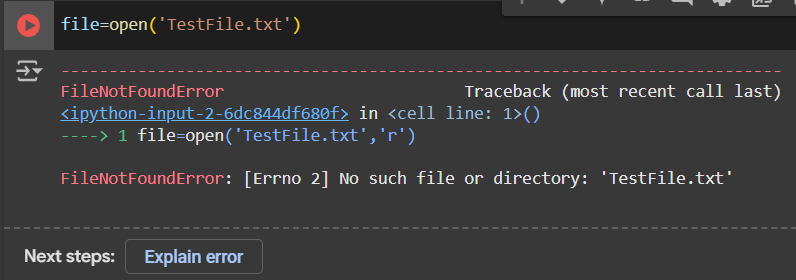 file=open('TestFile.txt')
---------------------------------------------------------------------------
FileNotFoundError                         Traceback (most recent call last)
<ipython-input-2-6dc844df680f> in <cell line: 1>()
----> 1 file=open('TestFile.txt','r')
FileNotFoundError: [Errno 2] No such file or directory: 'TestFile.txt'
Next steps: Explain error